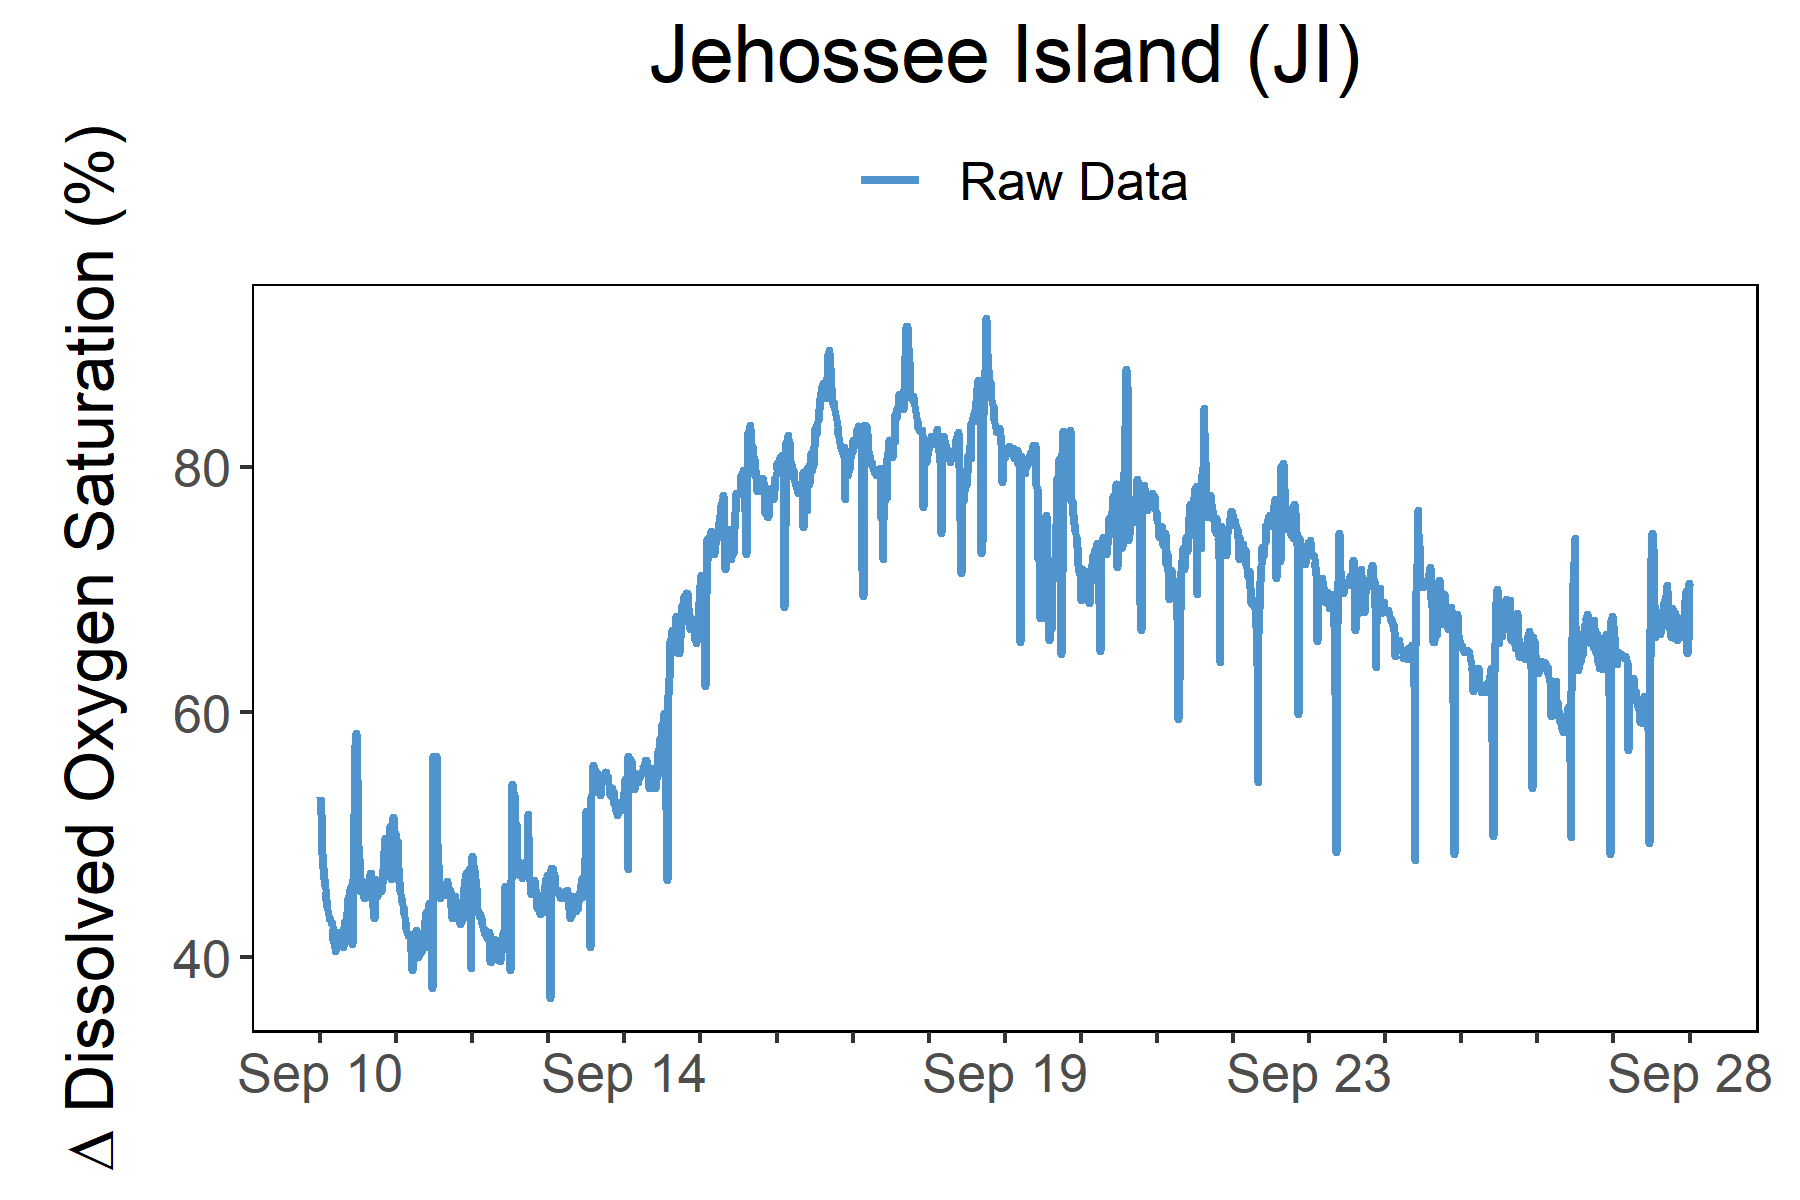 Jehossee Island (JI)
Raw Data
Δ Dissolved Oxygen Saturation (%)
80
60
40
Sep 10
Sep 14
Sep 19
Sep 23
Sep 28